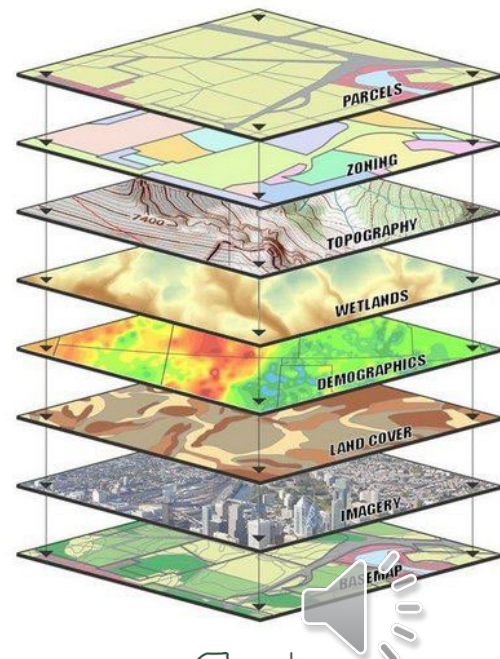 PARCELS
ZONING
7400
TOPOGRAPHY
WETLANDS
DEMOGRAPHICS
LAND COVER
IMAGERY
BASEMAP